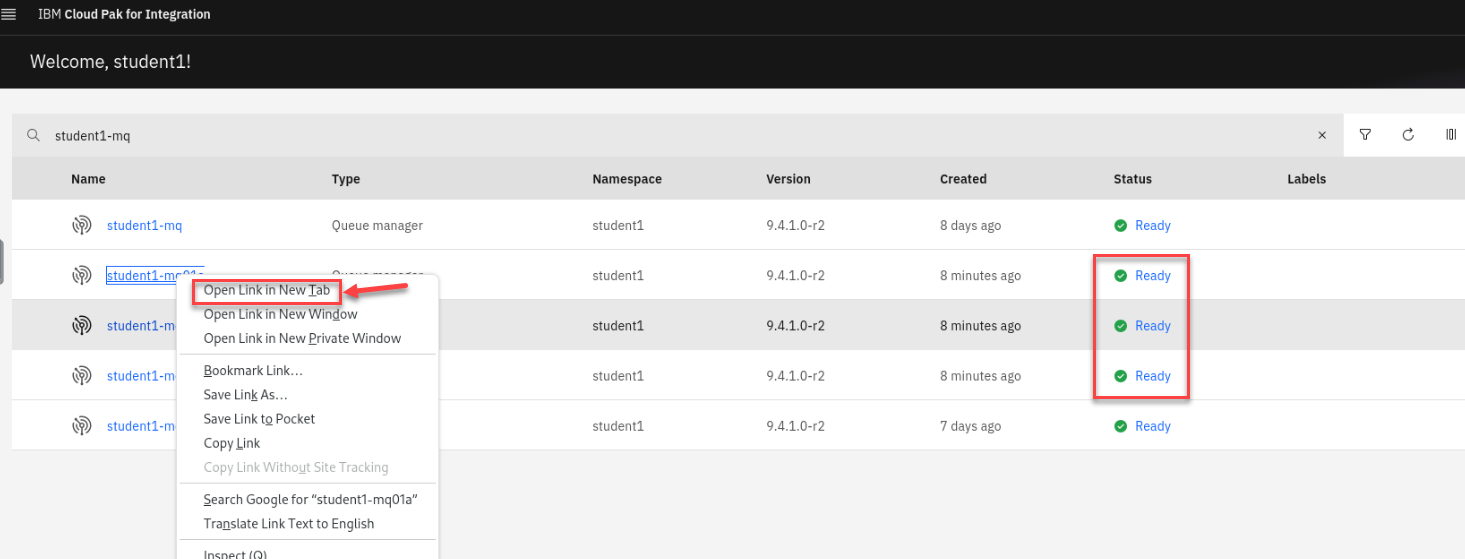 IBM Cloud Pak for Integration
Welcome, student1!
student1-mq
Name Type Namespace Version Created Status Labels
student1-mq Queue manager student1 9.4.1.0-r2 8 days ago Ready
student1-mq01a Queue manager student1 9.4.1.0-r2 8 minutes ago Ready
Open Link in New Tab
Open Link in New Window
student1-m student1 9.4.1.0-r2 8 minutes ago Ready
Open Link in New Private Window
Bookmark Link...
student1-m student1 9.4.1.0-r2 8 minutes ago Ready
Save Link As...
Save Link to Pocket
student1-m student1 9.4.1.0-r2 7 days ago Ready
Copy Link
Copy Link Without Site Tracking
Search Google for “student1-mq01a”
Translate Link Text to English
Inspect (Q)